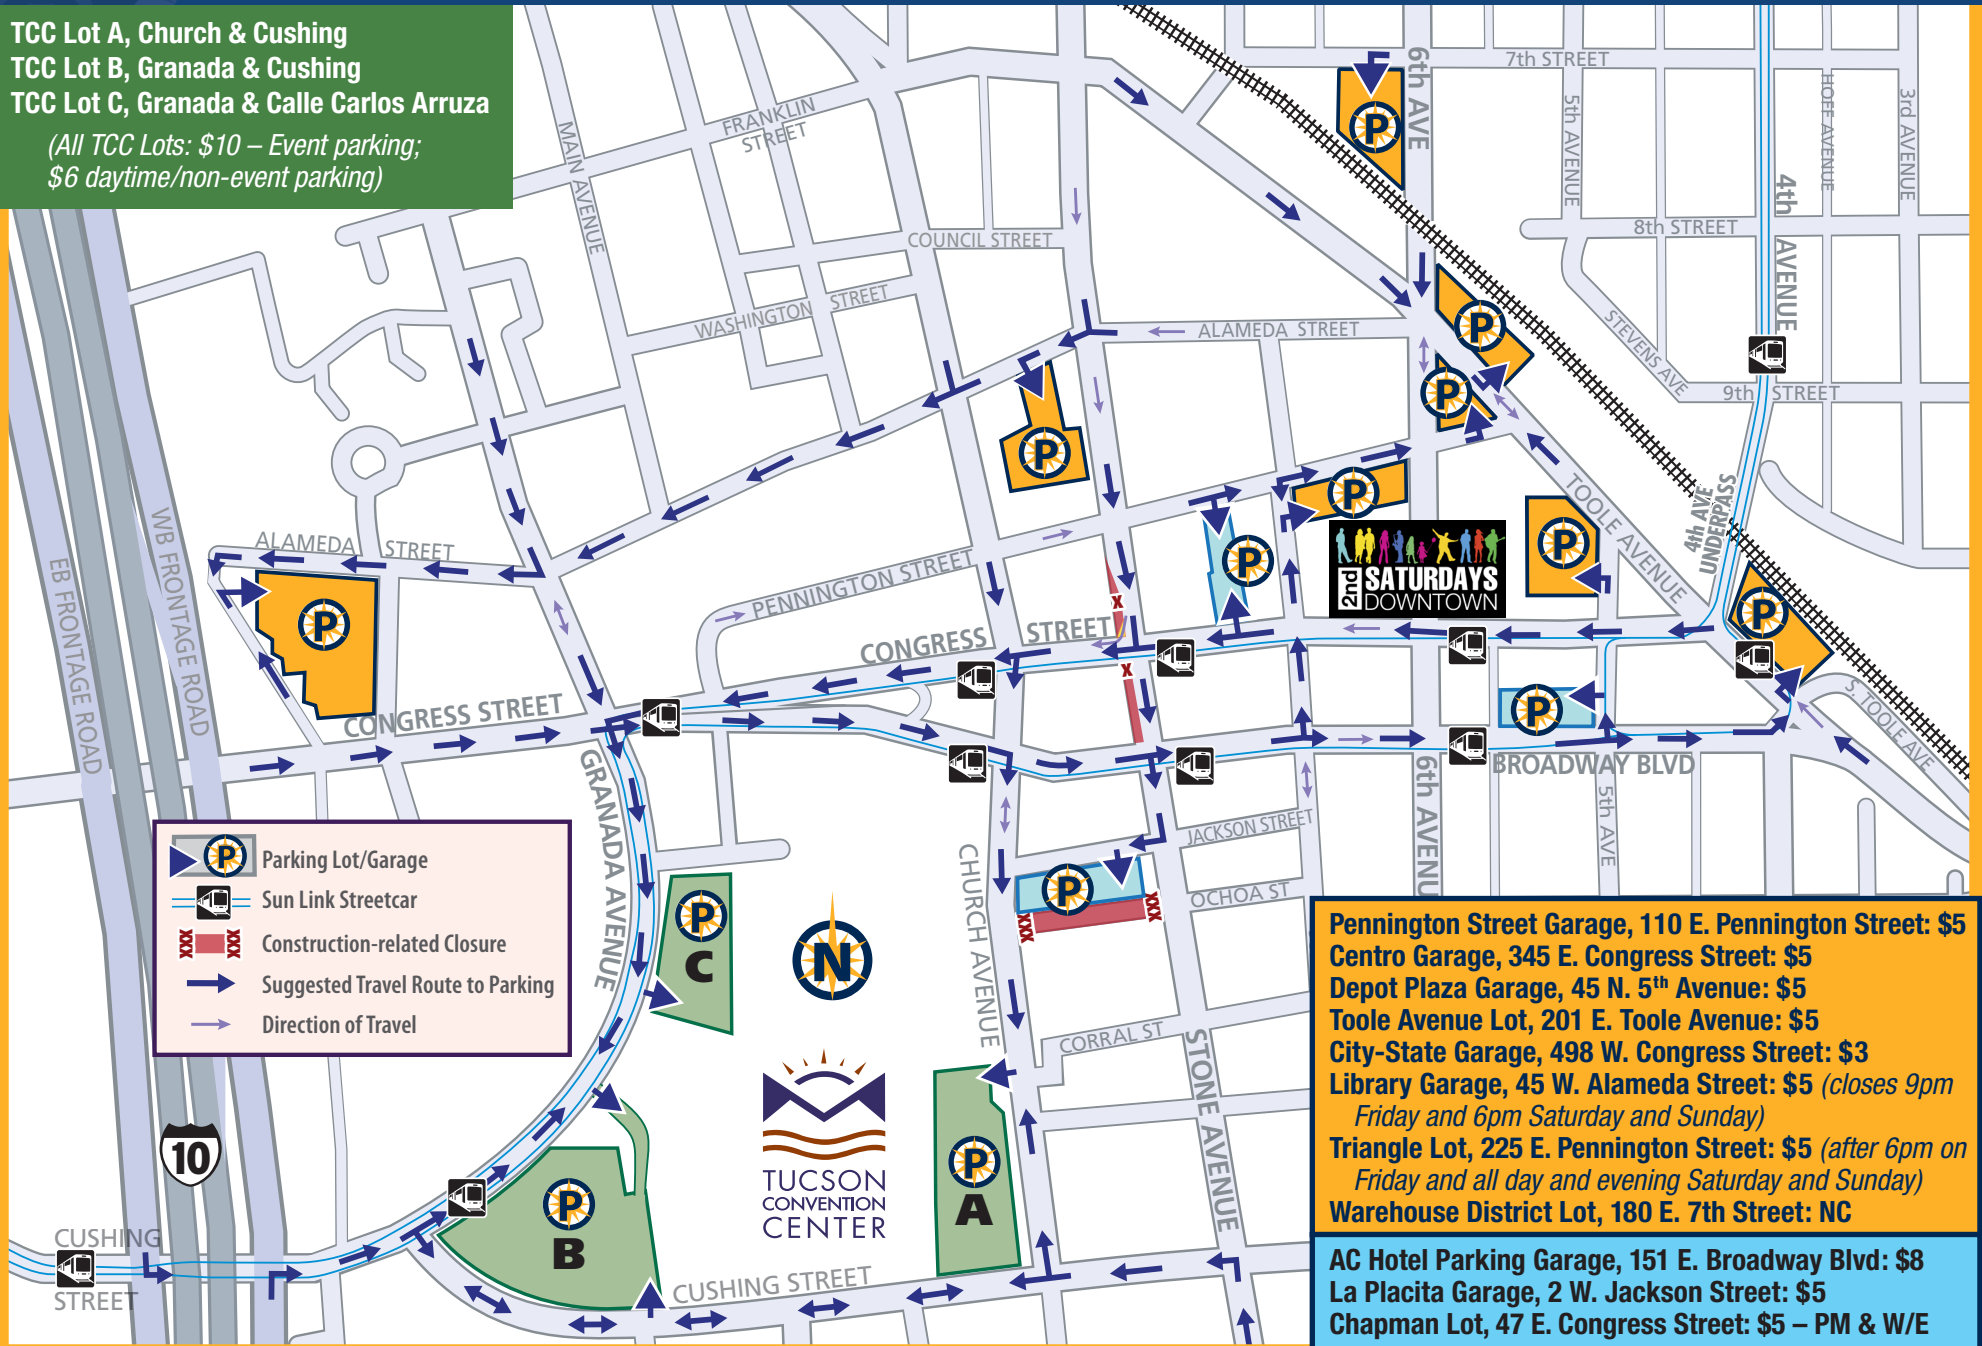 TCC Lot A, Church & Cushing
TCC Lot B, Granada & Cushing
TCC Lot C, Granada & Calle Carlos Arruza
(All TCC Lots: $10 – Event parking;
$6 daytime/non-event parking)
6th AVE
7th STREET
5th AVENUE
HOFF AVENUE
3rd AVENUE
4th AVENUE
8th STREET
STEVENS AVE
9th STREET
MAIN AVENUE
FRANKLIN
STREET
COUNCIL STREET
WASHINGTON STREET
ALAMEDA STREET
P
P
P
P
P
TOOLE AVENUE
4th AVE
UNDERPASS
2nd
SATURDAYS
DOWNTOWN
P
P
P
P
ALAMEDA STREET
WB FRONTAGE ROAD
EB FRONTAGE ROAD
P
PENNINGTON STREET
CONGRESS STREET
X
X
CONGRESS STREET
P
S TOOLE AVE
BROADWAY BLVD
6th AVENU
5th AVE
GRANADA AVENUE
JACKSON STREET
OCHOA ST
P
XXX
XXX
CHURCH AVENUE
CORRAL ST
STONE AVENUE
P
Parking Lot/Garage
Sun Link Streetcar
XXX
XXX
Construction-related Closure
Suggested Travel Route to Parking
Direction of Travel
P
C
N
TUCSON
CONVENTION
CENTER
P
A
P
B
10
CUSHING
STREET
CUSHING STREET
Pennington Street Garage, 110 E. Pennington Street: $5
Centro Garage, 345 E. Congress Street: $5
Depot Plaza Garage, 45 N. 5th Avenue: $5
Toole Avenue Lot, 201 E. Toole Avenue: $5
City-State Garage, 498 W. Congress Street: $3
Library Garage, 45 W. Alameda Street: $5 (closes 9pm
Friday and 6pm Saturday and Sunday)
Triangle Lot, 225 E. Pennington Street: $5 (after 6pm on
Friday and all day and evening Saturday and Sunday)
Warehouse District Lot, 180 E. 7th Street: NC
AC Hotel Parking Garage, 151 E. Broadway Blvd: $8
La Placita Garage, 2 W. Jackson Street: $5
Chapman Lot, 47 E. Congress Street: $5 – PM & W/E